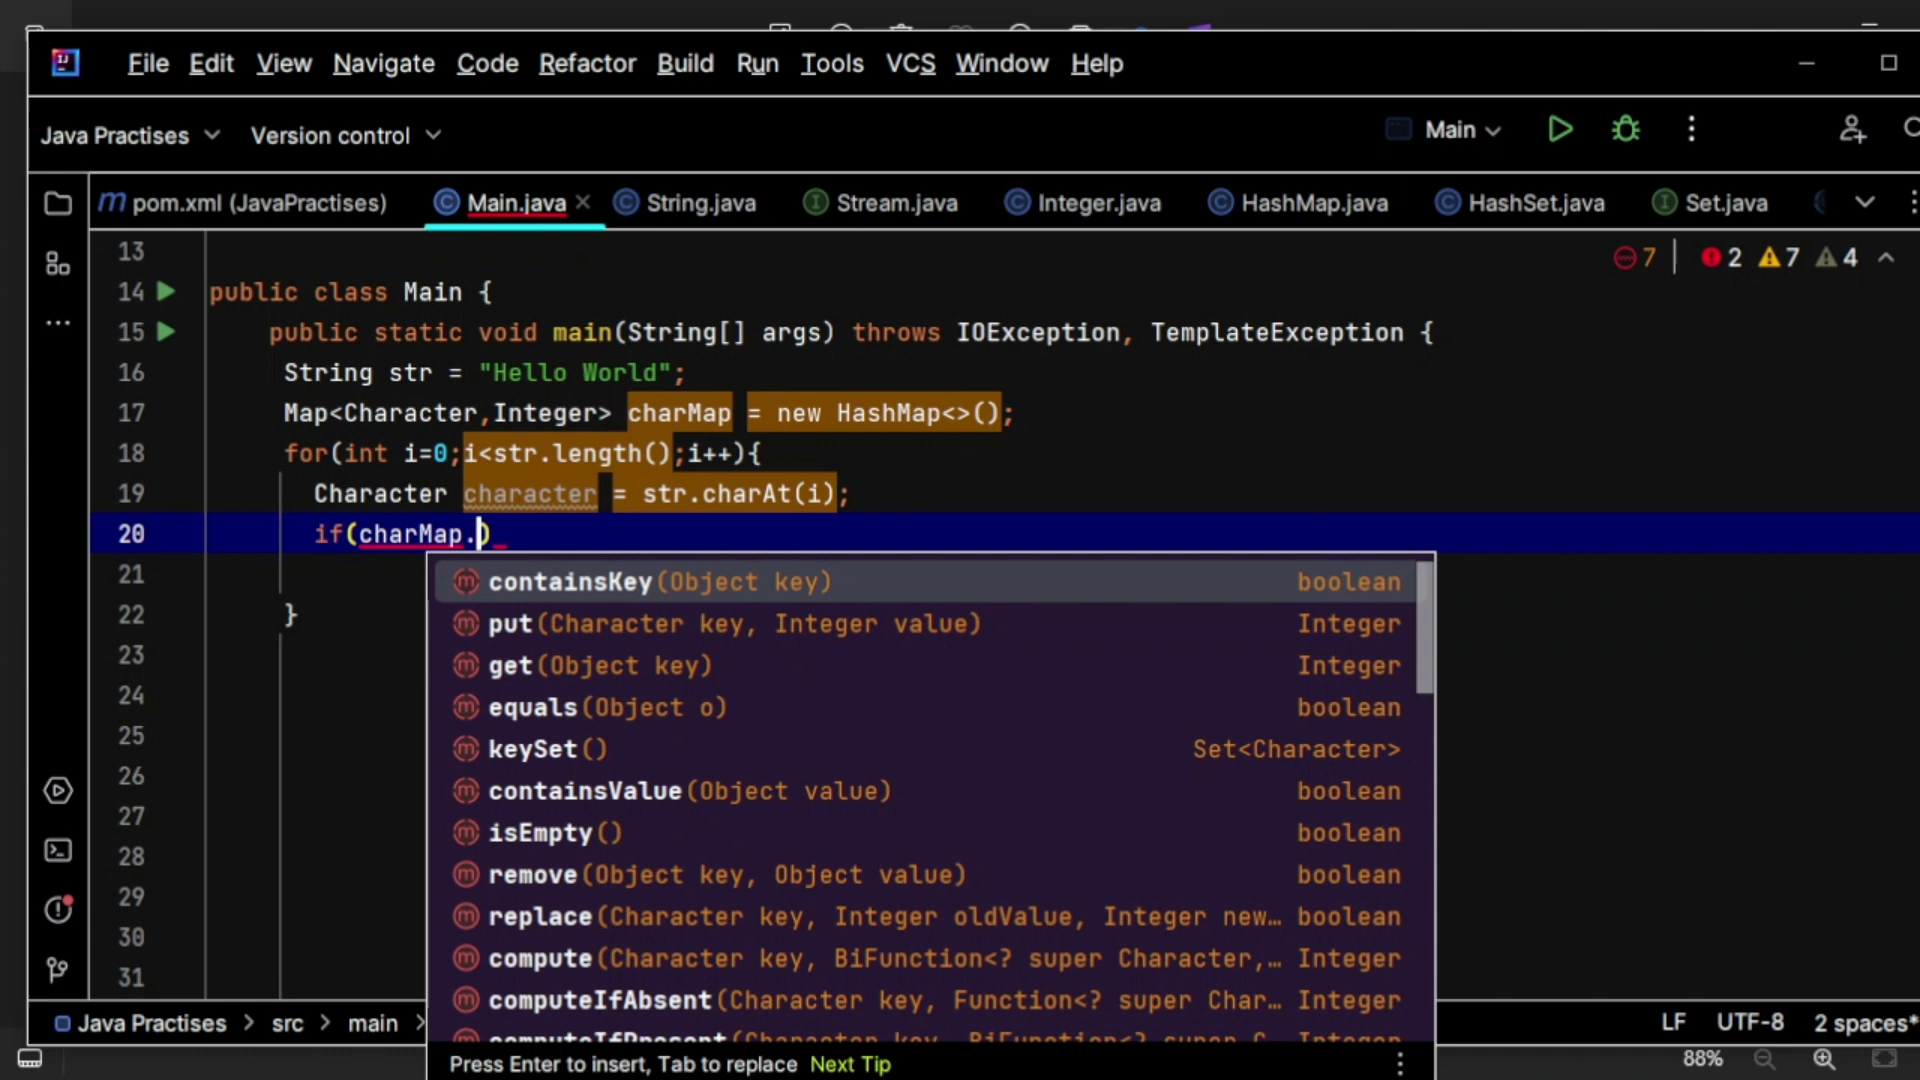 File Edit View Navigate Code Refactor Build Run Tools VCS Window Help
Java Practises Version control Main
pom.xml (JavaPractises) Main.java String.java Stream.java Integer.java HashMap.java HashSet.java Set.java
7 2 7 4
13
14 public class Main {
15 public static void main(String[] args) throws IOException, TemplateException {
16 String str = "Hello World";
17 Map<Character,Integer> charMap = new HashMap<>();
18 for(int i=0;i<str.length();i++){
19 Character character = str.charAt(i);
20 if(charMap.)
21
22 }
23
24
25
26
27
28
29
30
31
containsKey(Object key) boolean
put(Character key, Integer value) Integer
get(Object key) Integer
equals(Object o) boolean
keySet() Set<Character>
containsValue(Object value) boolean
isEmpty() boolean
remove(Object key, Object value) boolean
replace(Character key, Integer oldValue, Integer new… boolean
compute(Character key, BiFunction<? super Character,… Integer
computeIfAbsent(Character key, Function<? super Char… Integer
computeIfPresent(Character key, BiFunction<? super C… Integer
Press Enter to insert, Tab to replace Next Tip
Java Practises > src > main >
LF UTF-8 2 spaces*
88%